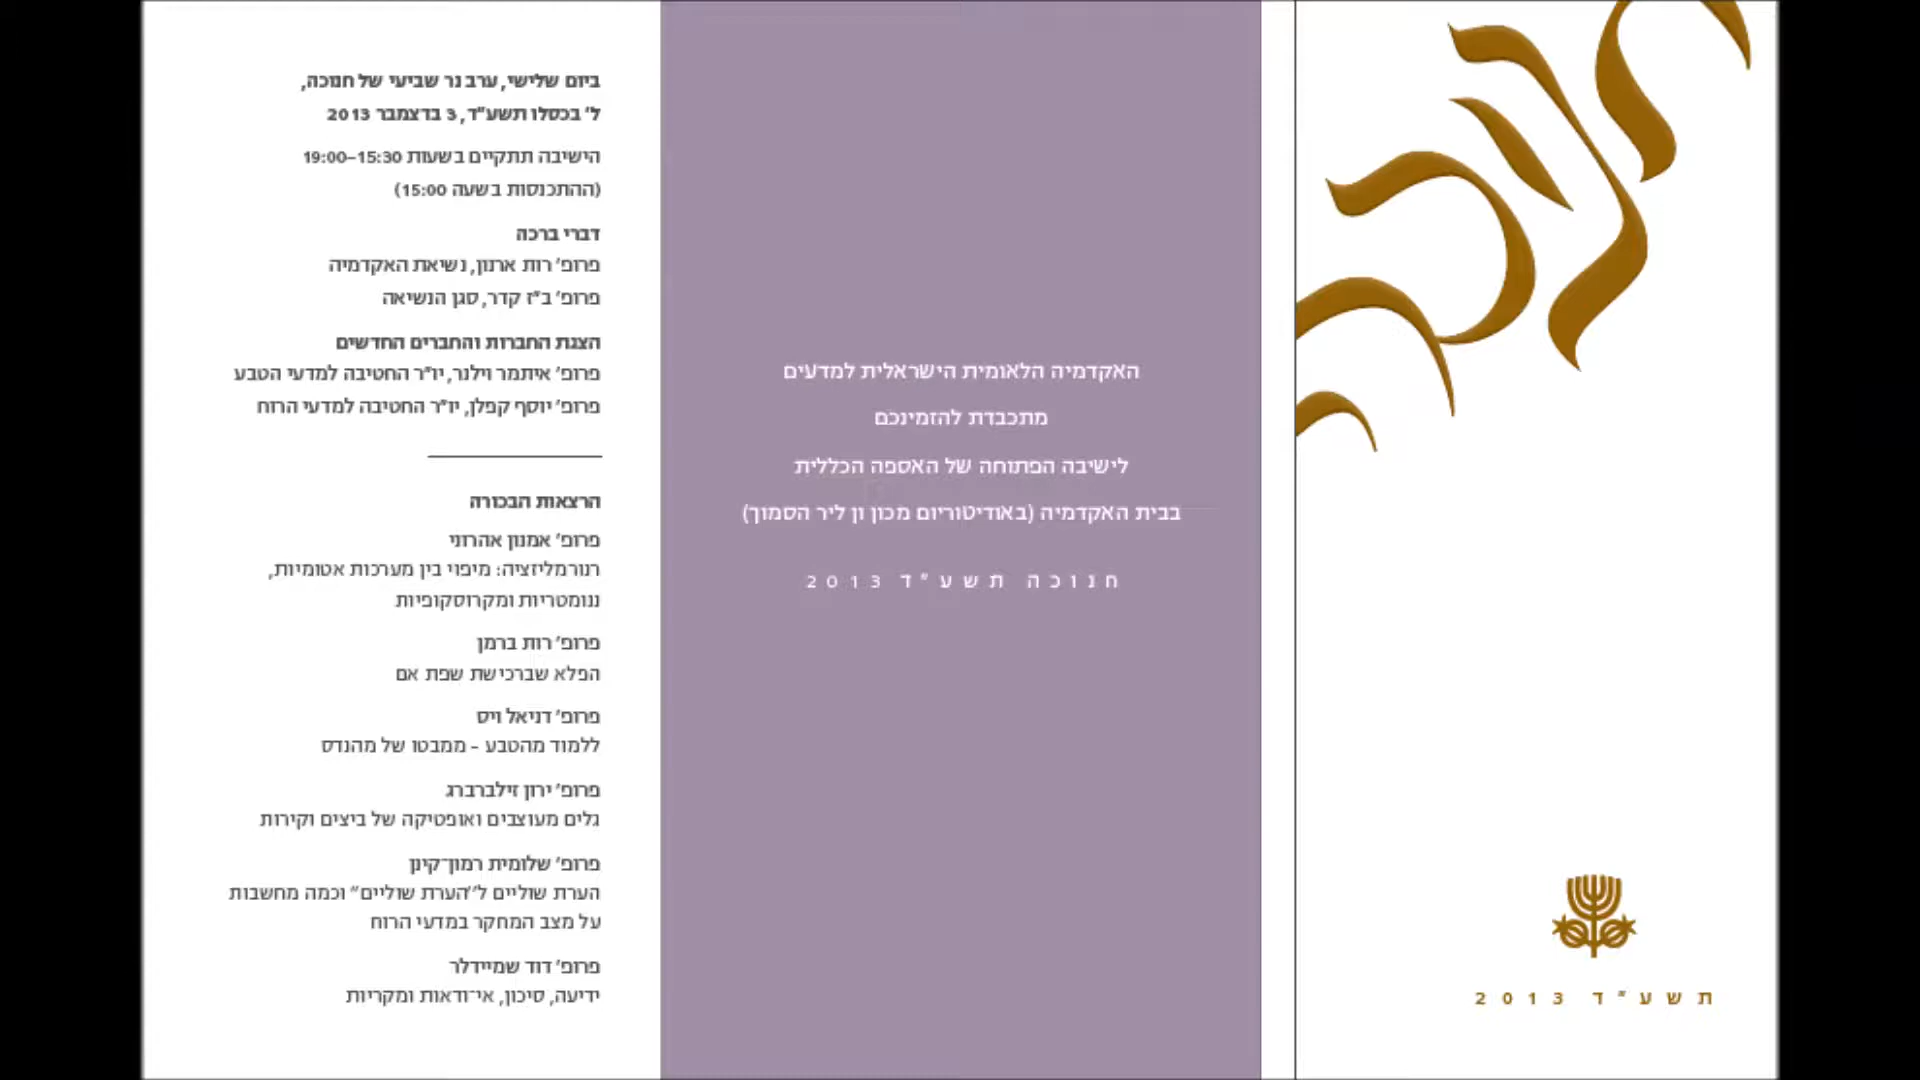 חנוכה
תשע״ד 2013
האקדמיה הלאומית הישראלית למדעים
מתכבדת להזמינכם
לישיבה הפתוחה של האספה הכללית
בבית האקדמיה (באודיטוריום מכון ון ליר הסמוך)
חנוכה תשע״ד 2013
ביום שלישי, ערב נר שביעי של חנוכה,
ל׳ בכסלו תשע״ד, 3 בדצמבר 2013
הישיבה תתקיים בשעות 15:30–19:00
(ההתכנסות בשעה 15:00)
דברי ברכה
פרופ׳ רות ארנון, נשיאת האקדמיה
פרופ׳ ב״ז קדר, סגן הנשיאה
הצגת החברות והחברים החדשים
פרופ׳ איתמר וילנר, יו״ר החטיבה למדעי הטבע
פרופ׳ יוסף קפלן, יו״ר החטיבה למדעי הרוח
הרצאות הבכורה
פרופ׳ אמנון אהרוני
רנורמליזציה: מיפוי בין מערכות אטומיות,
ננומטריות ומקרוסקופיות
פרופ׳ רות ברמן
הפלא שברכישת שפת אם
פרופ׳ דניאל ויס
ללמוד מהטבע - ממבטו של מהנדס
פרופ׳ ירון זילברברג
גלים מעוצבים ואופטיקה של ביצים וקירות
פרופ׳ שלומית רמון־קינן
הערת שוליים ל״הערת שוליים״ וכמה מחשבות
על מצב המחקר במדעי הרוח
פרופ׳ דוד שמיידלר
ידיעה, סיכון, אי־ודאות ומקריות